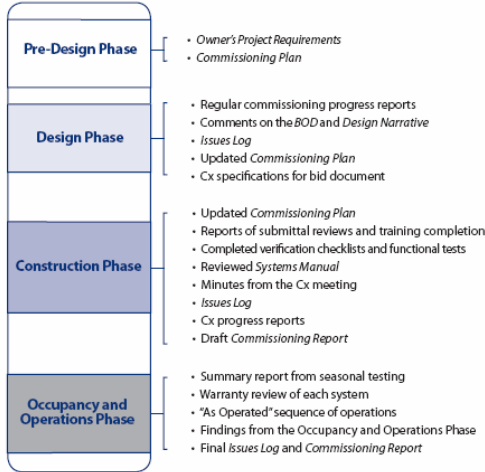 Pre-Design Phase
• Owner's Project Requirements
• Commissioning Plan
Design Phase
• Regular commissioning progress reports
• Comments on the BOD and Design Narrative
• Issues Log
• Updated Commissioning Plan
• Cx specifications for bid document
Construction Phase
• Updated Commissioning Plan
• Reports of submittal reviews and training completion
• Completed verification checklists and functional tests
• Reviewed Systems Manual
• Minutes from the Cx meeting
• Issues Log
• Cx progress reports
• Draft Commissioning Report
Occupancy and
Operations Phase
• Summary report from seasonal testing
• Warranty review of each system
• "As Operated" sequence of operations
• Findings from the Occupancy and Operations Phase
• Final Issues Log and Commissioning Report